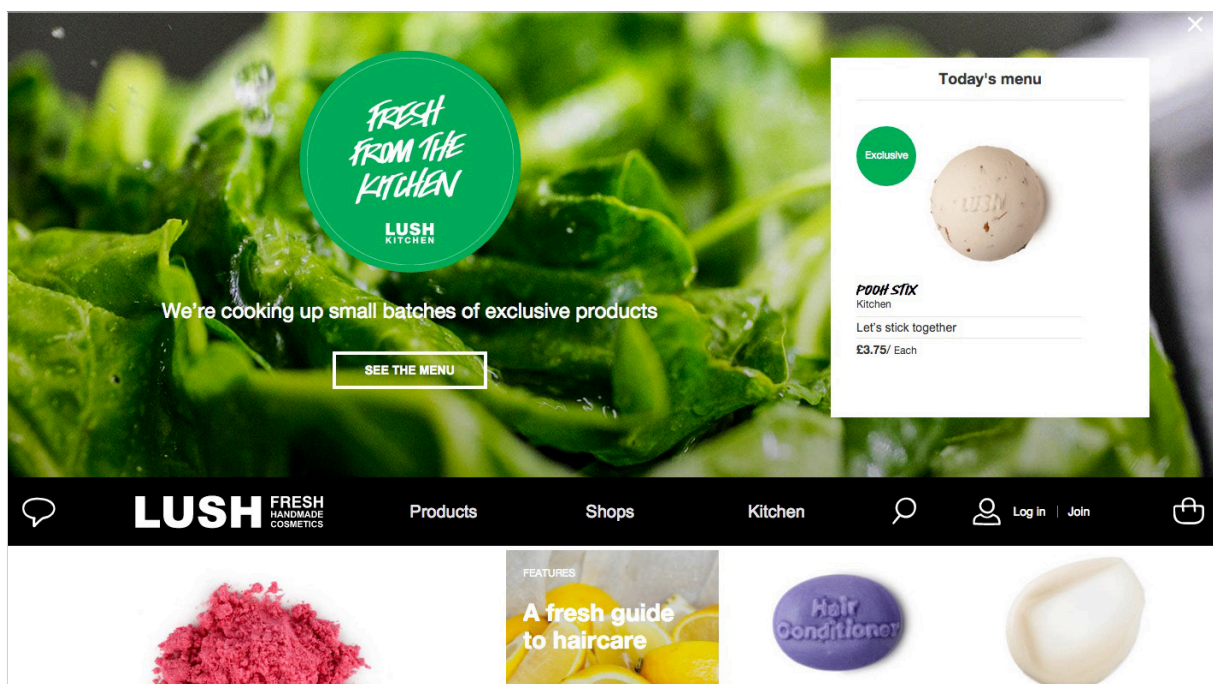 FRESH
FROM THE
KITCHEN
LUSH
KITCHEN
We're cooking up small batches of exclusive products
SEE THE MENU
Today's menu
Exclusive
LUSH
POOH STIX
Kitchen
Let's stick together
£3.75/ Each
LUSH FRESH
HANDMADE
COSMETICS
Products
Shops
Kitchen
Log in | Join
FEATURES
A fresh guide
to haircare
Hair
Conditioner